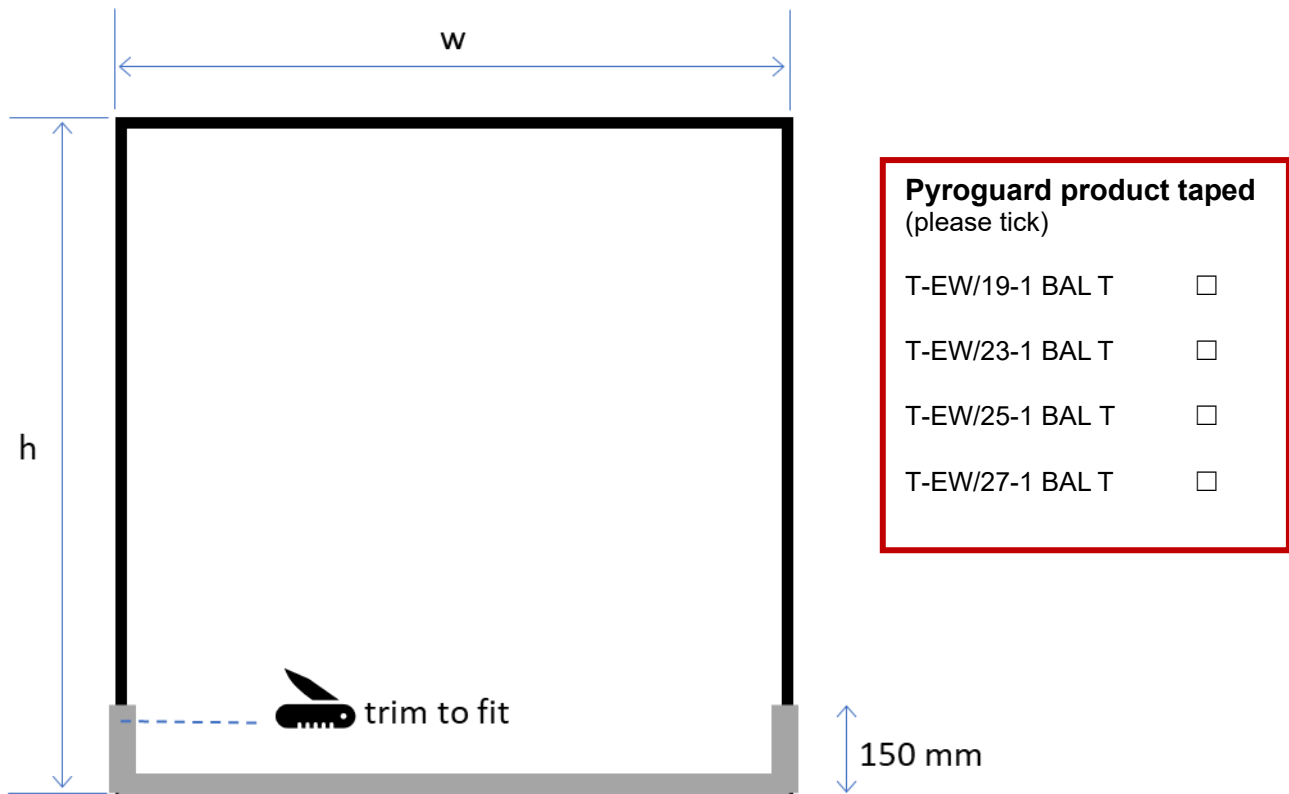 w
h
trim to fit
150 mm
Pyroguard product taped
(please tick)
T-EW/19-1 BAL T ☐
T-EW/23-1 BAL T ☐
T-EW/25-1 BAL T ☐
T-EW/27-1 BAL T ☐